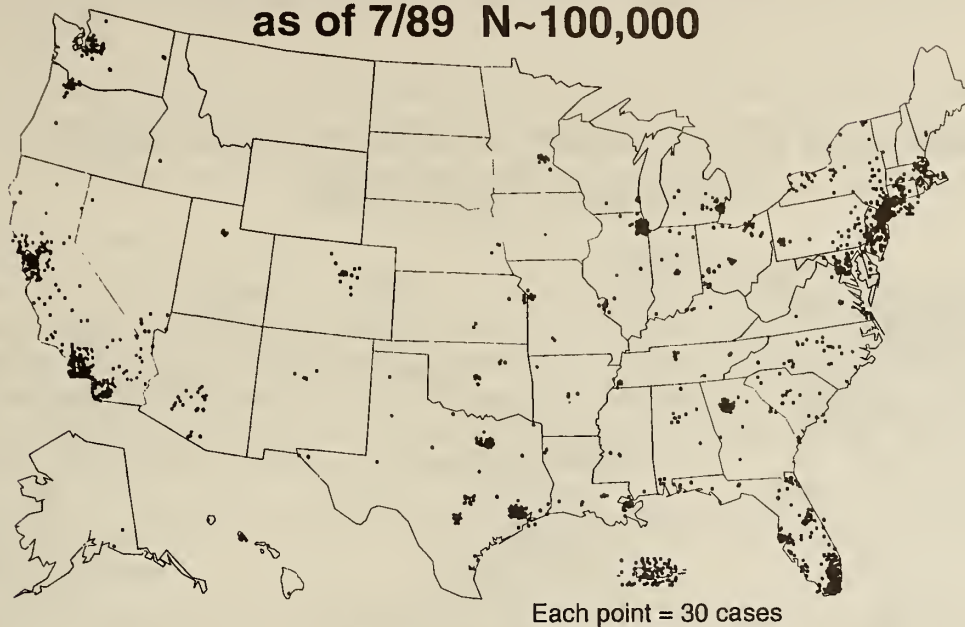 as of 7/89 N~100,000
Each point = 30 cases